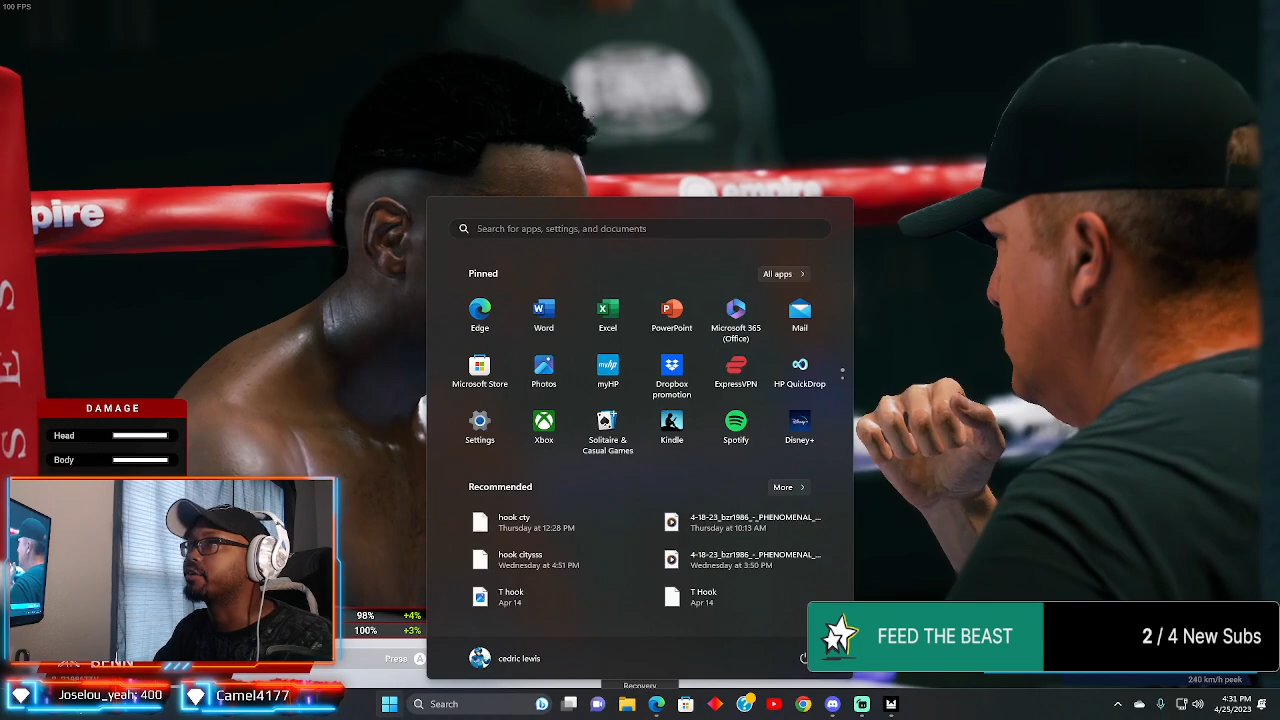 100 FPS
pire
empire
S E S
Search for apps, settings, and documents
Pinned
All apps
Edge
Word
Excel
PowerPoint
Microsoft 365 (Office)
Mail
Microsoft Store
Photos
myHP
Dropbox promotion
ExpressVPN
HP QuickDrop
Settings
Xbox
Solitaire & Casual Games
Kindle
Spotify
Disney+
Recommended
More
hook cty
Thursday at 12:28 PM
4-18-23_bzr1986_-_PHENOMENAL_...
Thursday at 10:13 AM
hook citysss
Wednesday at 4:51 PM
4-18-23_bzr1986_-_PHENOMENAL_...
Wednesday at 3:50 PM
T hook
Apr 14
T Hook
Apr 14
cedric lewis
DAMAGE
Head
Body
98% +4%
100% +3%
Press A
FEED THE BEAST
2 / 4 New Subs
240 km/h peek
Joselou_yeah: 400
Camel4177
Recovery
Search
4:31 PM
4/25/2023